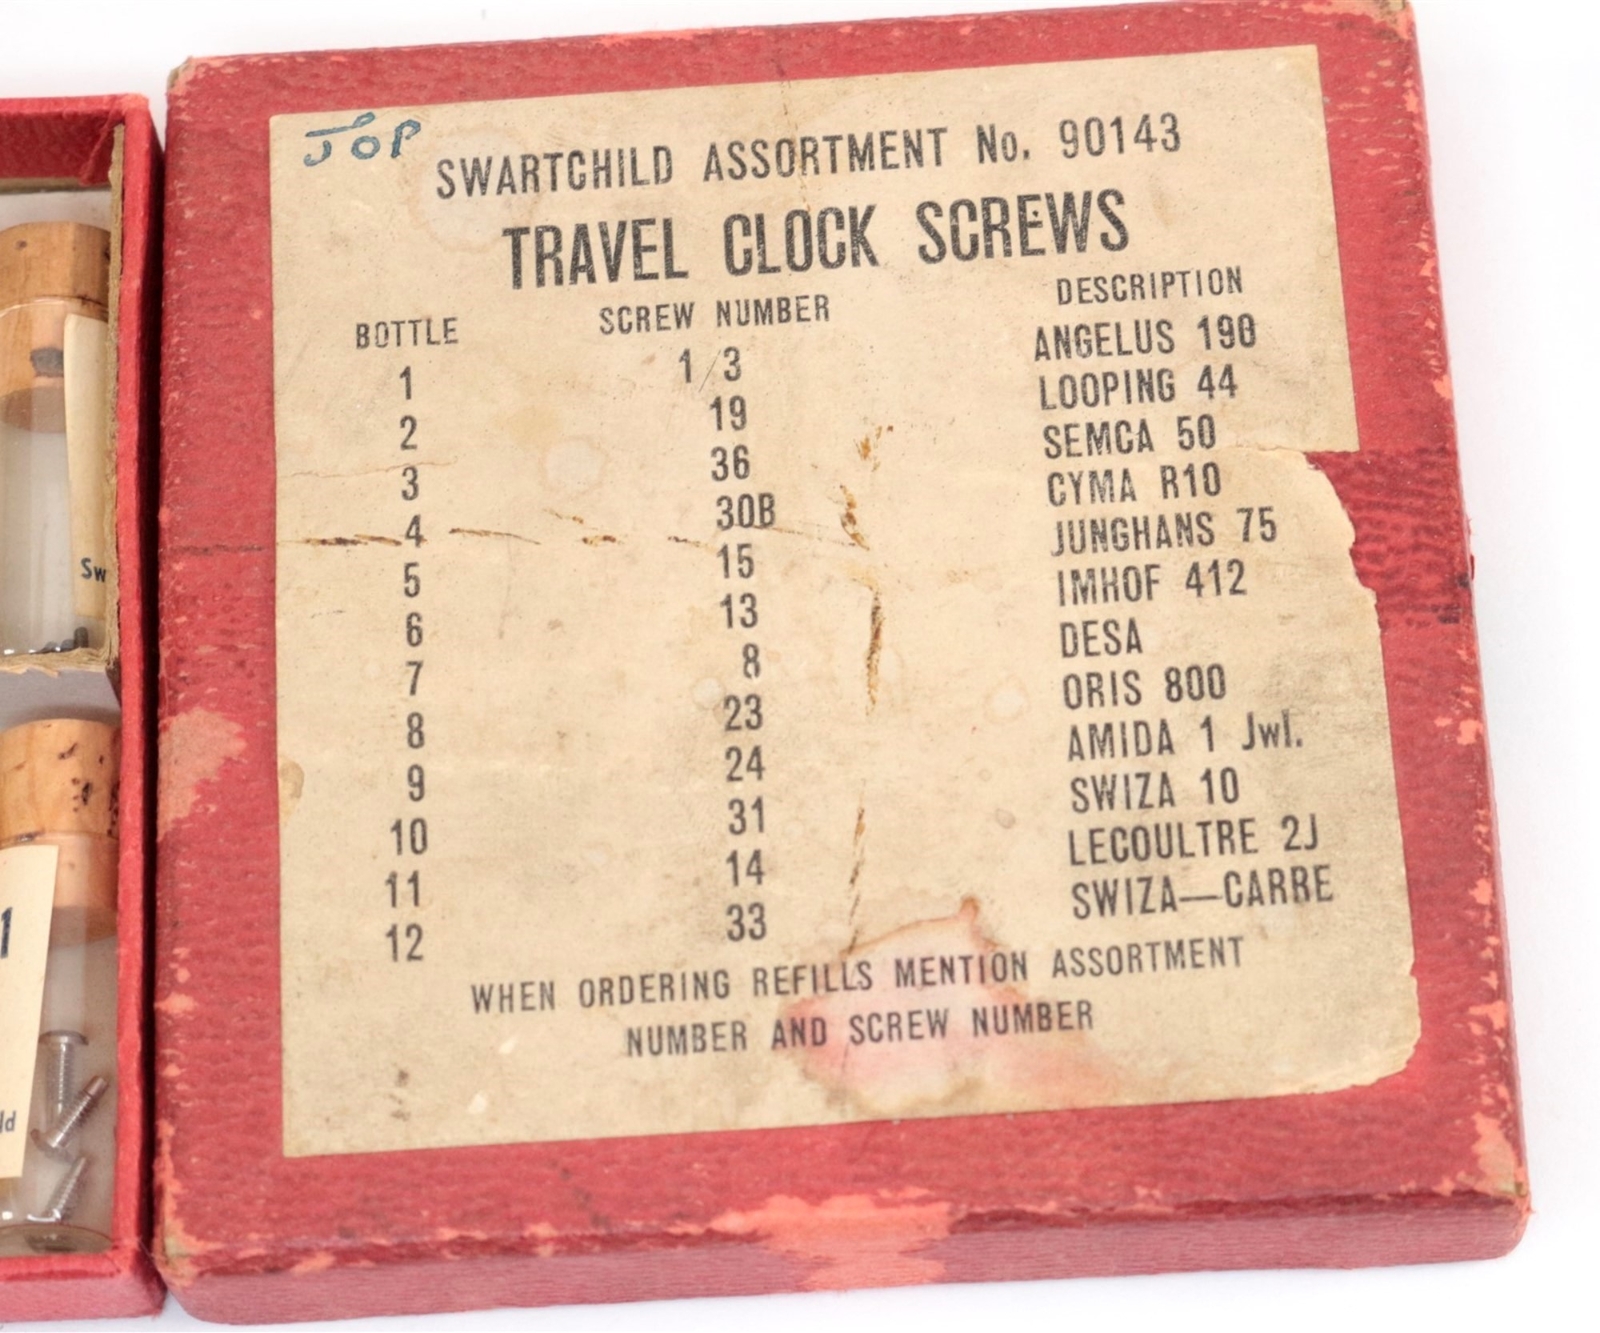 JOP
SWARTCHILD ASSORTMENT No. 90143
TRAVEL CLOCK SCREWS
BOTTLE SCREW NUMBER DESCRIPTION
1 1/3 ANGELUS 190
2 19 LOOPING 44
3 36 SEMCA 50
4 30B CYMA R10
5 15 JUNGHANS 75
6 13 IMHOF 412
7 8 DESA
8 23 ORIS 800
9 24 AMIDA 1 Jwl.
10 31 SWIZA 10
11 14 LECOULTRE 2J
12 33 SWIZA—CARRE
WHEN ORDERING REFILLS MENTION ASSORTMENT
NUMBER AND SCREW NUMBER
Sw
1